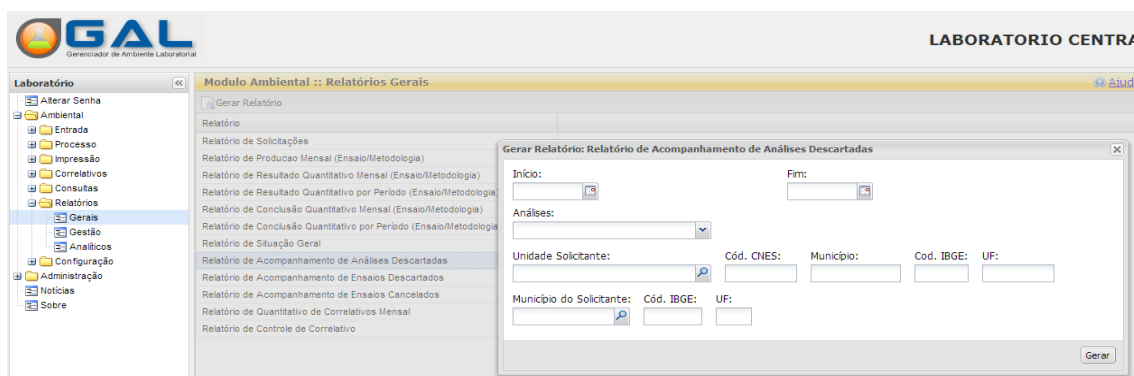 GAL
Gerenciador de Ambiente Laboratorial
LABORATORIO CENTRA
Laboratório
Alterar Senha
Ambiental
Entrada
Processo
Impressão
Correlativos
Consultas
Relatórios
Gerais
Gestão
Analíticos
Configuração
Administração
Notícias
Sobre
Modulo Ambiental :: Relatórios Gerais
Ajud
Gerar Relatório
Relatório
Relatório de Solicitações
Relatório de Producao Mensal (Ensaio/Metodologia)
Relatório de Resultado Quantitativo Mensal (Ensaio/Metodologia)
Relatório de Resultado Quantitativo por Período (Ensaio/Metodologia)
Relatório de Conclusão Quantitativo Mensal (Ensaio/Metodologia)
Relatório de Conclusão Quantitativo por Período (Ensaio/Metodologia
Relatório de Situação Geral
Relatório de Acompanhamento de Análises Descartadas
Relatório de Acompanhamento de Ensaios Descartados
Relatório de Acompanhamento de Ensaios Cancelados
Relatório de Quantitativo de Correlativos Mensal
Relatório de Controle de Correlativo
Gerar Relatório: Relatório de Acompanhamento de Análises Descartadas
Início: Fim:
Análises:
Unidade Solicitante: Cód. CNES: Município: Cod. IBGE: UF:
Município do Solicitante: Cód. IBGE: UF:
Gerar